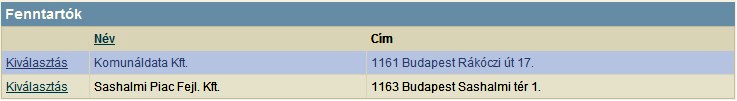 Fenntartók
Név Cím
Kiválasztás Komunáldata Kft. 1161 Budapest Rákóczi út 17.
Kiválasztás Sashalmi Piac Fejl. Kft. 1163 Budapest Sashalmi tér 1.